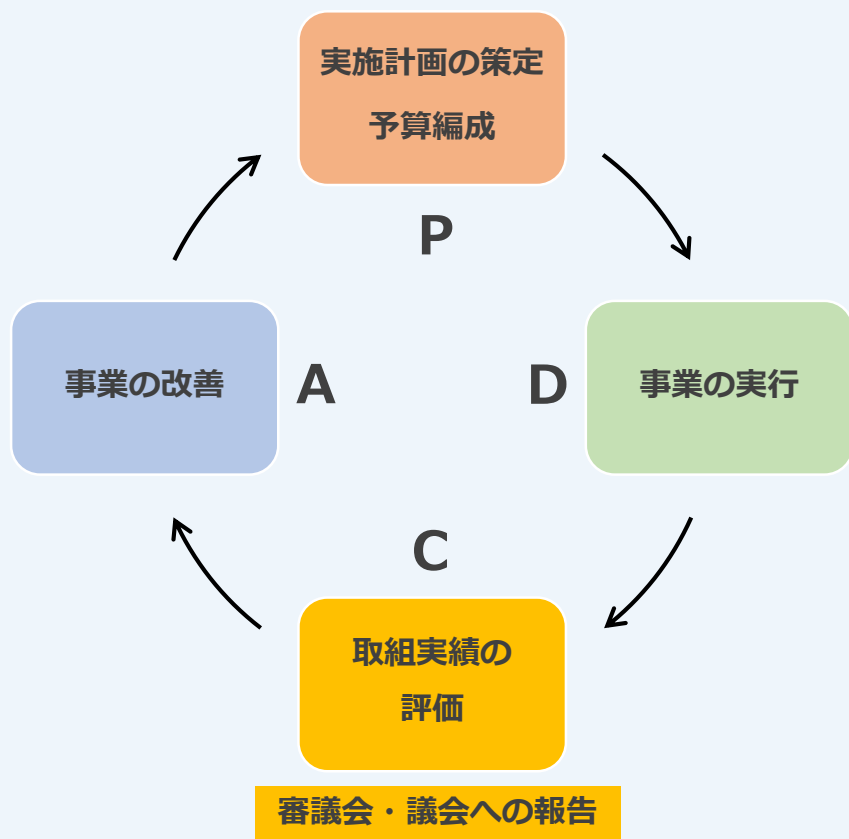 実施計画の策定
予算編成
P
事業の改善
A
D
事業の実行
C
取組実績の
評価
審議会・議会への報告